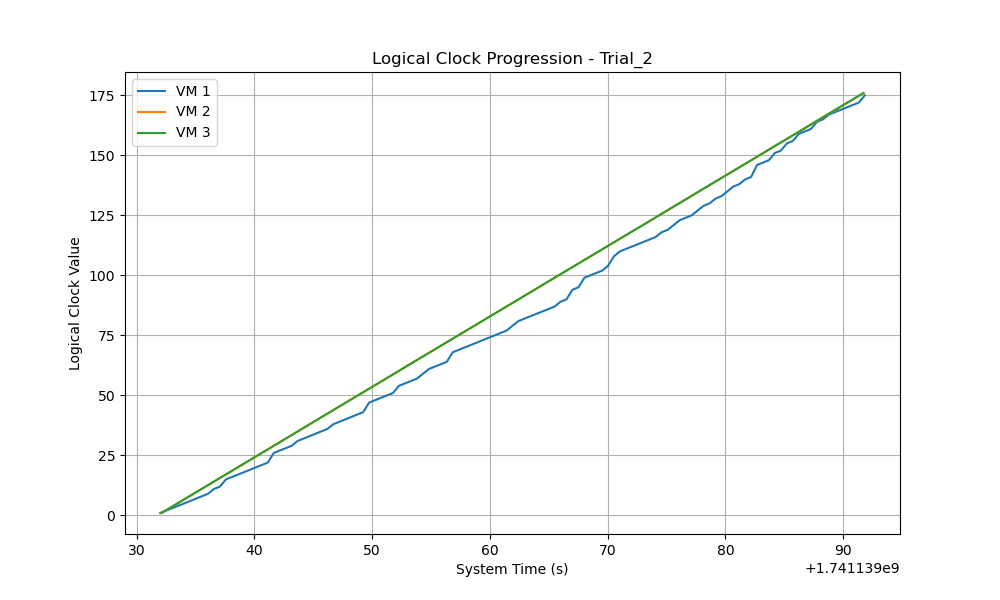 Logical Clock Progression - Trial_2
VM 1
VM 2
VM 3
Logical Clock Value
175
150
125
100
75
50
25
0
30 40 50 60 70 80 90
System Time (s)
+1.741139e9